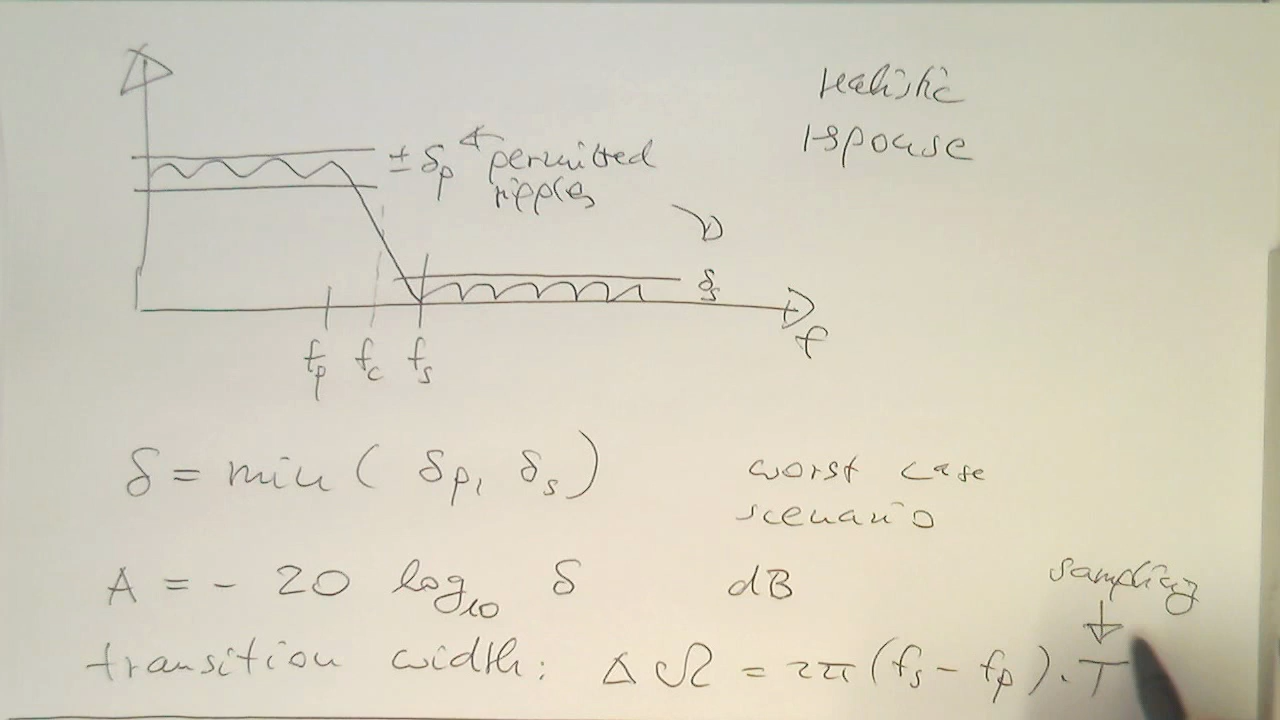 realistic
rspouse
± δp permitted
ripples
δs
f
fp fc fs
δ = min ( δp, δs )
worst case
scenario
A = - 20 log10 δ dB
sampling
transition width: ΔΩ = 2π (fs - fp) . T